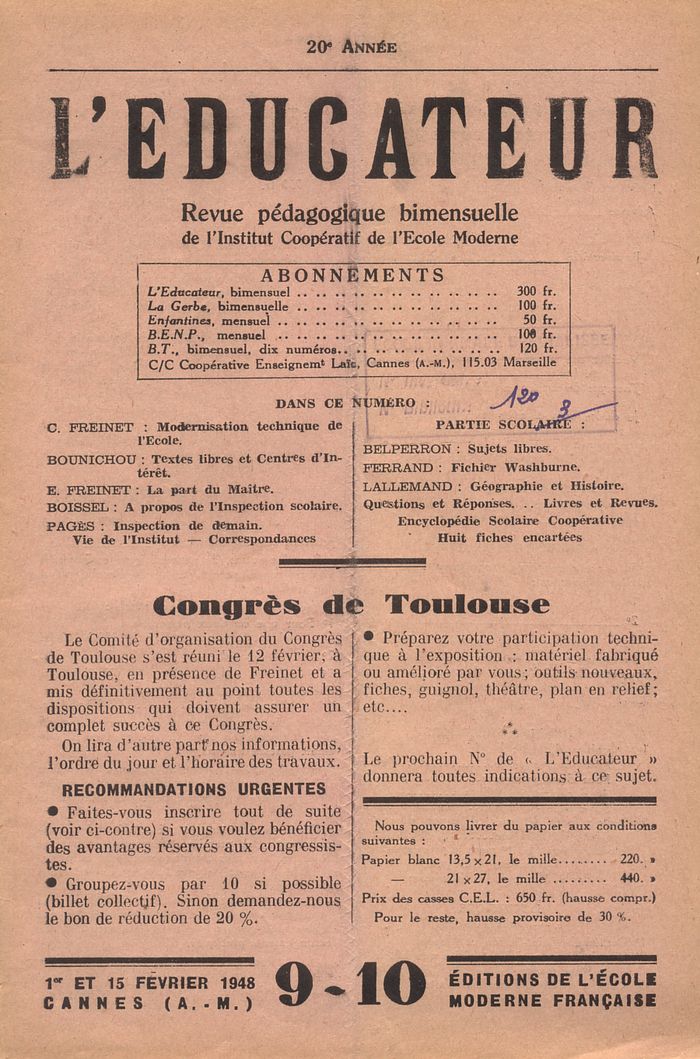 20e ANNÉE
L'EDUCATEUR
Revue pédagogique bimensuelle
de l'Institut Coopératif de l'Ecole Moderne
ABONNEMENTS
L'Educateur, bimensuel .. .. .. .. .. .. .. .. .. .. .. 300 fr.
La Gerbe, bimensuelle .. .. .. .. .. .. .. .. .. .. .. 100 fr.
Enfantines, mensuel .. .. .. .. .. .. .. .. .. .. .. .. 50 fr.
B.E.N.P., mensuel .. .. .. .. .. .. .. .. .. .. .. .. 100 fr.
B.T., bimensuel, dix numéros.. .. .. .. .. .. .. .. .. 120 fr.
C/C Coopérative Enseignemt Laïc, Cannes (A.-M.), 115.03 Marseille
120
3
DANS CE NUMÉRO :
C. FREINET : Modernisation technique de
l'Ecole.
BOUNICHOU : Textes libres et Centres d'In-
térêt.
E. FREINET : La part du Maître.
BOISSEL : A propos de l'Inspection scolaire.
PAGÈS : Inspection de demain.
Vie de l'Institut — Correspondances
PARTIE SCOLAIRE :
BELPERRON : Sujets libres.
FERRAND : Fichier Washburne.
LALLEMAND : Géographie et Histoire.
Questions et Réponses. .. Livres et Revues.
Encyclopédie Scolaire Coopérative
Huit fiches encartées
Congrès de Toulouse
Le Comité d'organisation du Congrès
de Toulouse s'est réuni le 12 février, à
Toulouse, en présence de Freinet et a
mis définitivement au point toutes les
dispositions qui doivent assurer un
complet succès à ce Congrès.
On lira d'autre part nos informations,
l'ordre du jour et l'horaire des travaux.
RECOMMANDATIONS URGENTES
● Faites-vous inscrire tout de suite
(voir ci-contre) si vous voulez bénéficier
des avantages réservés aux congressis-
tes.
● Groupez-vous par 10 si possible
(billet collectif). Sinon demandez-nous
le bon de réduction de 20 %.
● Préparez votre participation techni-
que à l'exposition : matériel fabriqué
ou amélioré par vous ; outils nouveaux,
fiches, guignol, théâtre, plan en relief ;
etc....
Le prochain N° de « L'Educateur »
donnera toutes indications à ce sujet.
Nous pouvons livrer du papier aux conditions
suivantes :
Papier blanc 13,5 x 21, le mille........ 220. »
— 21 x 27, le mille ......... 440. »
Prix des casses C.E.L. : 650 fr. (hausse compr.)
Pour le reste, hausse provisoire de 30 %.
1er ET 15 FÉVRIER 1948
CANNES (A.-M.)
9-10
ÉDITIONS DE L'ÉCOLE
MODERNE FRANÇAISE